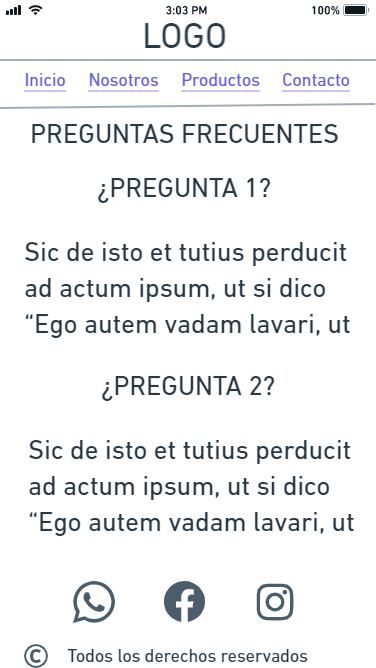 3:03 PM 100%
LOGO
Inicio Nosotros Productos Contacto
PREGUNTAS FRECUENTES
¿PREGUNTA 1?
Sic de isto et tutius perducit
ad actum ipsum, ut si dico
“Ego autem vadam lavari, ut
¿PREGUNTA 2?
Sic de isto et tutius perducit
ad actum ipsum, ut si dico
“Ego autem vadam lavari, ut
© Todos los derechos reservados